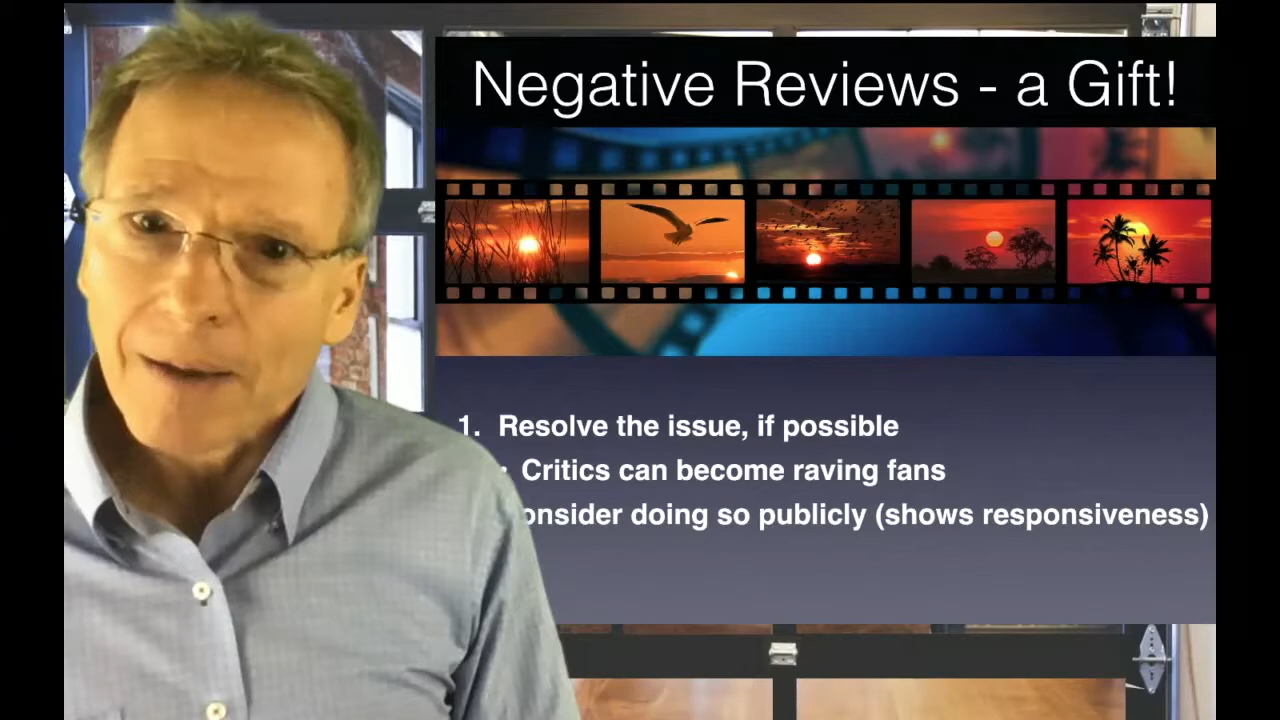 Negative Reviews - a Gift!
1. Resolve the issue, if possible
• Critics can become raving fans
doing so publicly (shows responsiveness)